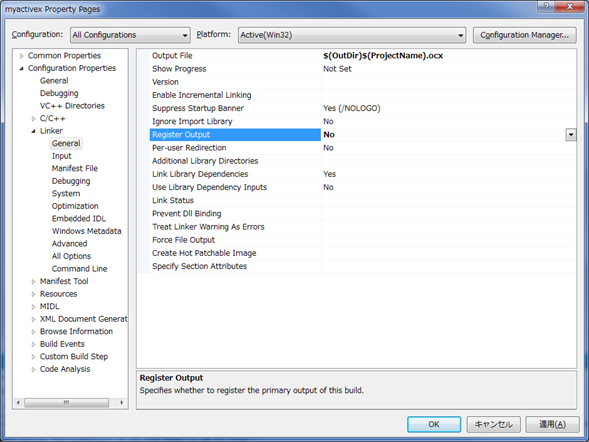 myactivex Property Pages
Configuration: All Configurations Platform: Active(Win32) Configuration Manager...
Common Properties
Configuration Properties
General
Debugging
VC++ Directories
C/C++
Linker
General
Input
Manifest File
Debugging
System
Optimization
Embedded IDL
Windows Metadata
Advanced
All Options
Command Line
Manifest Tool
Resources
MIDL
XML Document Generat
Browse Information
Build Events
Custom Build Step
Code Analysis
Output File $(OutDir)$(ProjectName).ocx
Show Progress Not Set
Version
Enable Incremental Linking
Suppress Startup Banner Yes (/NOLOGO)
Ignore Import Library No
Register Output No
Per-user Redirection No
Additional Library Directories
Link Library Dependencies Yes
Use Library Dependency Inputs No
Link Status
Prevent Dll Binding
Treat Linker Warning As Errors
Force File Output
Create Hot Patchable Image
Specify Section Attributes
Register Output
Specifies whether to register the primary output of this build.
OK キャンセル 適用(A)